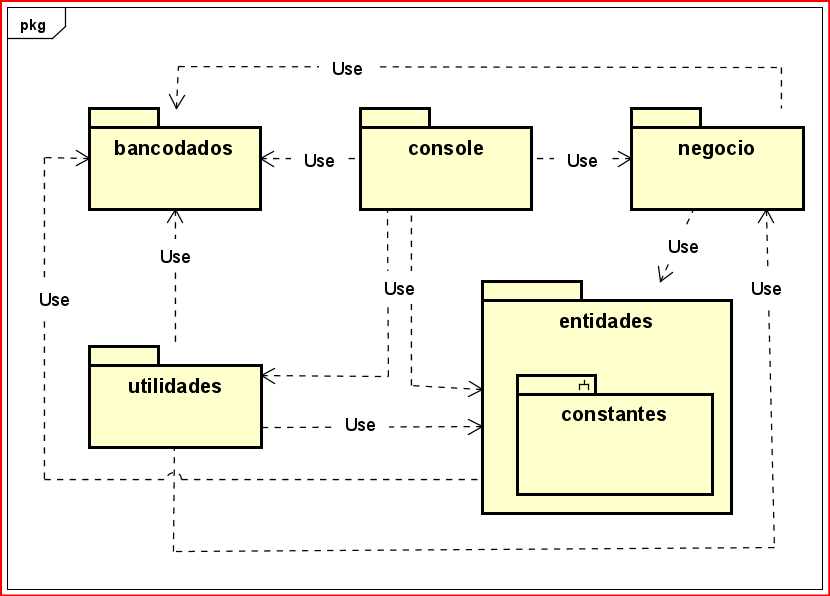 pkg
Use
bancodados
console
negocio
Use
Use
Use
Use
Use
Use
Use
entidades
utilidades
constantes
Use